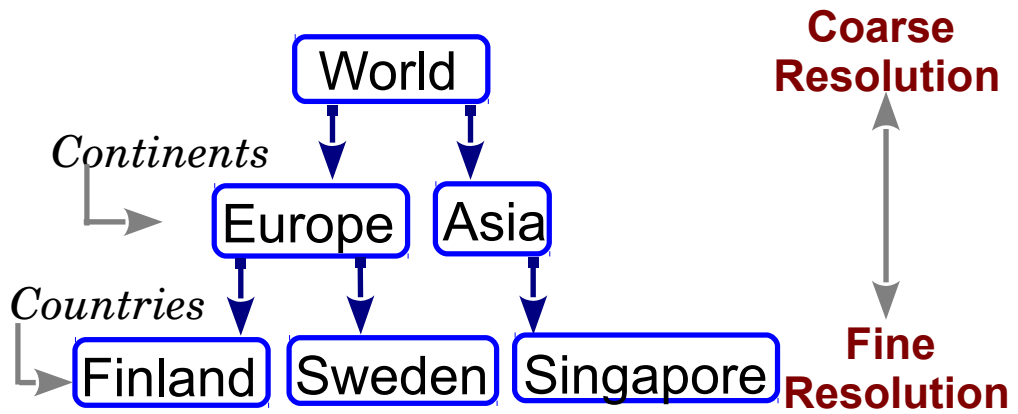 Coarse
Resolution
World
Continents
Europe
Asia
Countries
Finland
Sweden
Singapore
Fine
Resolution